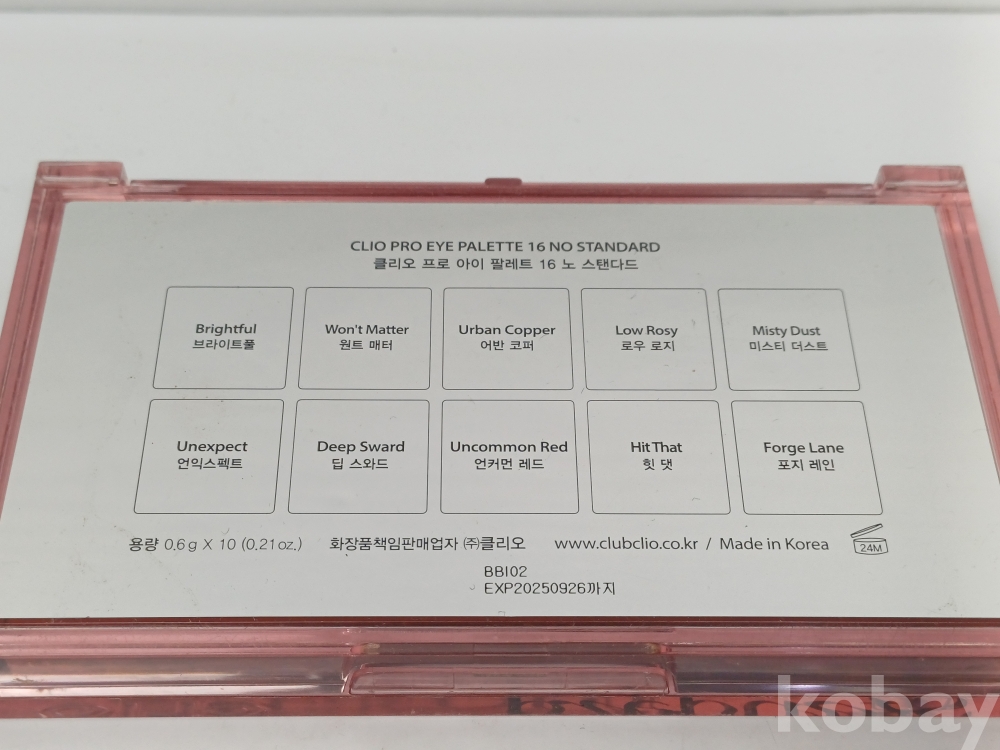 CLIO PRO EYE PALETTE 16 NO STANDARD
클리오 프로 아이 팔레트 16 노 스탠다드
Brightful
브라이트풀
Won't Matter
원트 매터
Urban Copper
어반 코퍼
Low Rosy
로우 로지
Misty Dust
미스티 더스트
Unexpect
언익스펙트
Deep Sward
딥 스와드
Uncommon Red
언커먼 레드
Hit That
힛 댓
Forge Lane
포지 레인
용량 0.6g X 10 (0.21oz.) 화장품책임판매업자 ㈜클리오 www.clubclio.co.kr / Made in Korea 24M
BBI02
EXP20250926까지
kobay